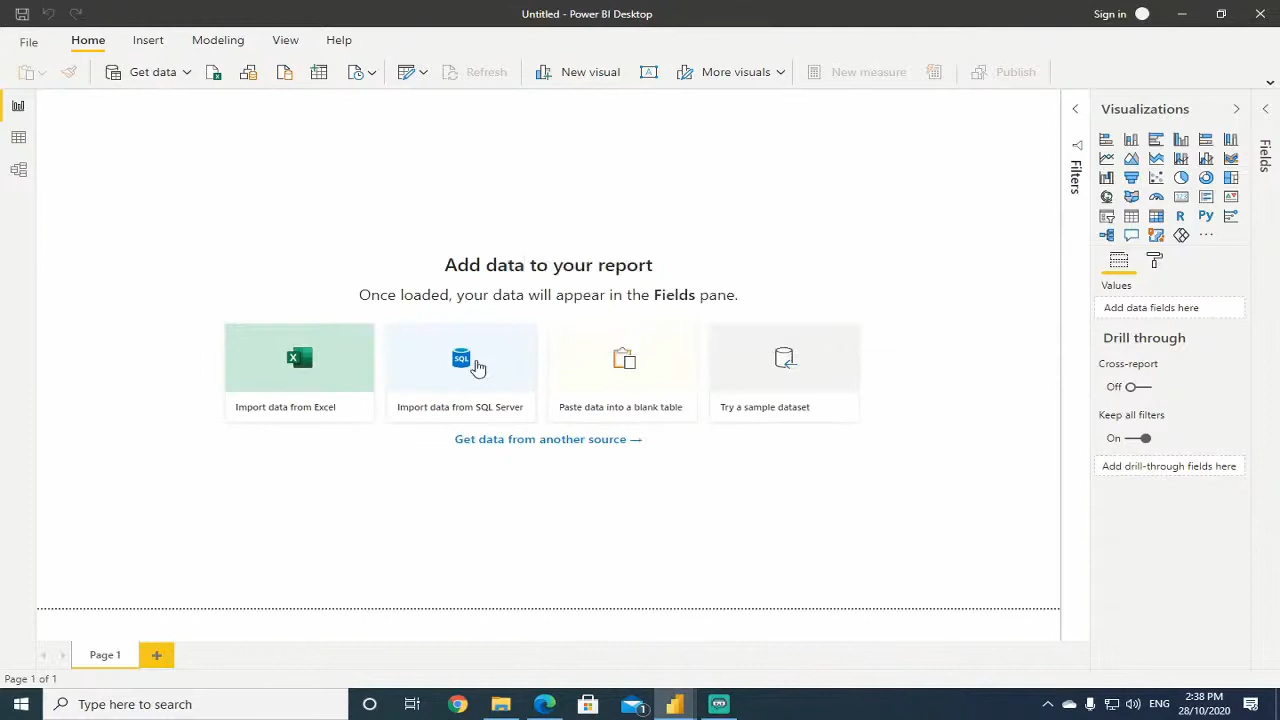 Untitled - Power BI Desktop
Sign in
File Home Insert Modeling View Help
Get data
Refresh
New visual
More visuals
New measure
Publish
Visualizations
Filters
Fields
Add data to your report
Once loaded, your data will appear in the Fields pane.
X
SQL
Import data from Excel
Import data from SQL Server
Paste data into a blank table
Try a sample dataset
Get data from another source →
R
Py
Values
Add data fields here
Drill through
Cross-report
Off
Keep all filters
On
Add drill-through fields here
Page 1
Page 1 of 1
Type here to search
1
ENG
2:38 PM
28/10/2020